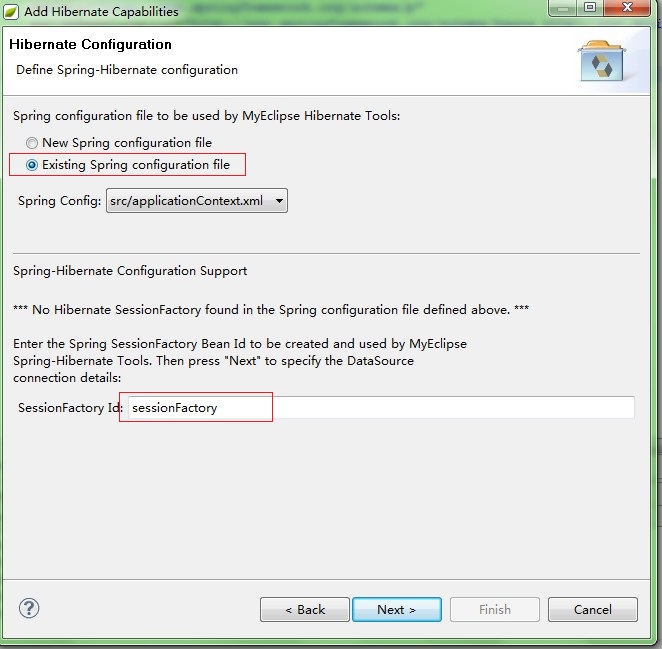 Add Hibernate Capabilities
Hibernate Configuration
Define Spring-Hibernate configuration
Spring configuration file to be used by MyEclipse Hibernate Tools:
New Spring configuration file
Existing Spring configuration file
Spring Config: src/applicationContext.xml
Spring-Hibernate Configuration Support
*** No Hibernate SessionFactory found in the Spring configuration file defined above. ***
Enter the Spring SessionFactory Bean Id to be created and used by MyEclipse
Spring-Hibernate Tools. Then press "Next" to specify the DataSource
connection details:
SessionFactory Id: sessionFactory
? < Back Next > Finish Cancel